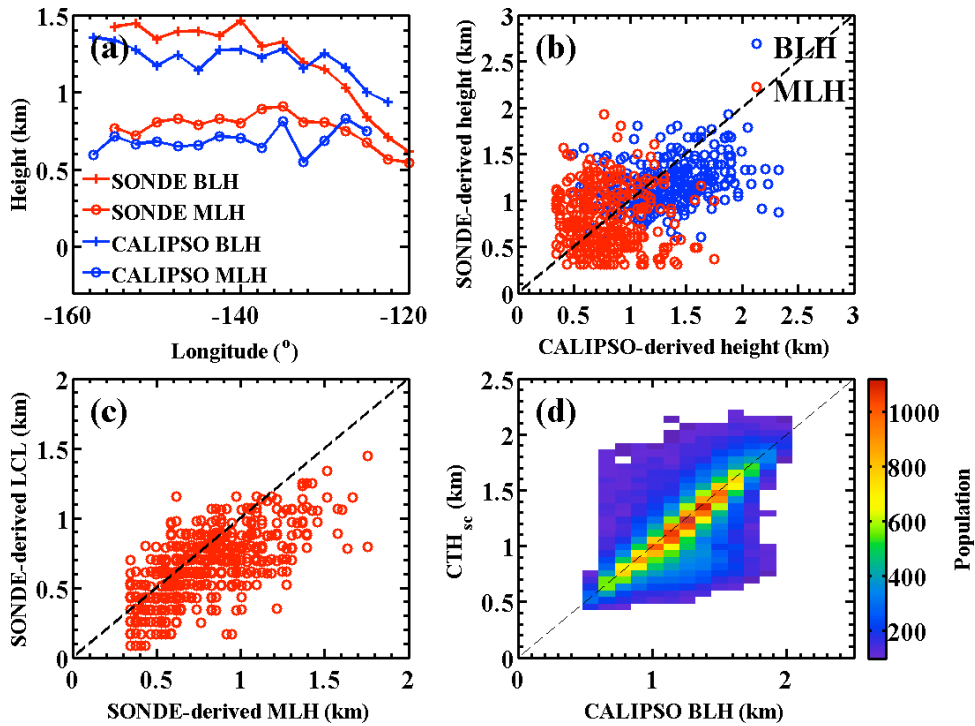 (a)
1.5
1
0.5
0
Height (km)
SONDE BLH
SONDE MLH
CALIPSO BLH
CALIPSO MLH
-160
-140
-120
Longitude (°)
(b)
BLH
MLH
3
2.5
2
1.5
1
0.5
0
SONDE-derived height (km)
0
0.5
1
1.5
2
2.5
3
CALIPSO-derived height (km)
(c)
2
1.5
1
0.5
0
SONDE-derived LCL (km)
0
0.5
1
1.5
2
SONDE-derived MLH (km)
(d)
2.5
2
1.5
1
0.5
0
CTH sc (km)
0
1
2
CALIPSO BLH (km)
1000
800
600
400
200
Population